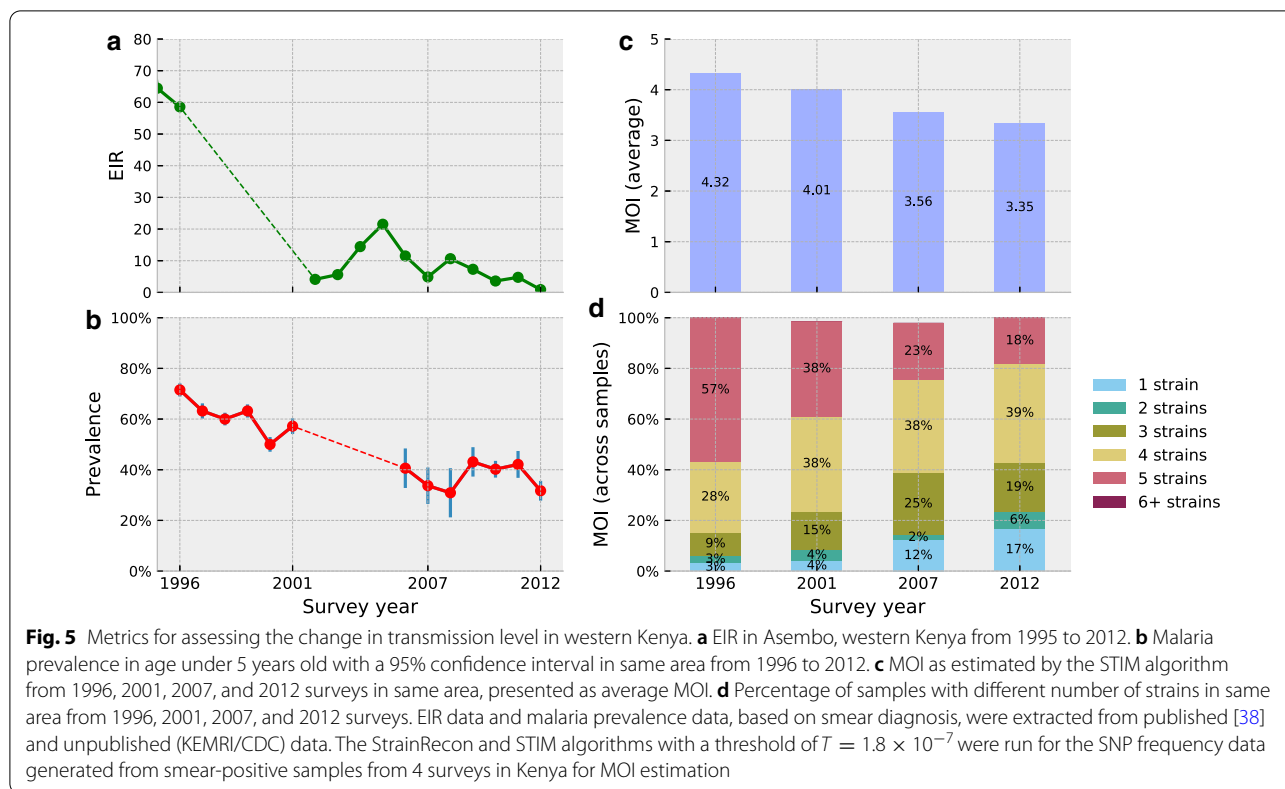 a
80
70
60
50
40
30
20
10
0
EIR
b
100%
80%
60%
40%
20%
0%
Prevalence
1996
2001
2007
2012
Survey year
c
5
4
3
2
1
0
MOI (average)
4.32
4.01
3.56
3.35
d
100%
80%
60%
40%
20%
0%
MOI (across samples)
57%
28%
9%
3%
3%
38%
38%
15%
4%
4%
23%
38%
25%
2%
12%
18%
39%
19%
6%
17%
1996
2001
2007
2012
Survey year
1 strain
2 strains
3 strains
4 strains
5 strains
6+ strains
Fig. 5 Metrics for assessing the change in transmission level in western Kenya. a EIR in Asembo, western Kenya from 1995 to 2012. b Malaria
prevalence in age under 5 years old with a 95% confidence interval in same area from 1996 to 2012. c MOI as estimated by the STIM algorithm
from 1996, 2001, 2007, and 2012 surveys in same area, presented as average MOI. d Percentage of samples with different number of strains in same
area from 1996, 2001, 2007, and 2012 surveys. EIR data and malaria prevalence data, based on smear diagnosis, were extracted from published [38]
and unpublished (KEMRI/CDC) data. The StrainRecon and STIM algorithms with a threshold of T = 1.8 × 10⁻⁷ were run for the SNP frequency data
generated from smear-positive samples from 4 surveys in Kenya for MOI estimation